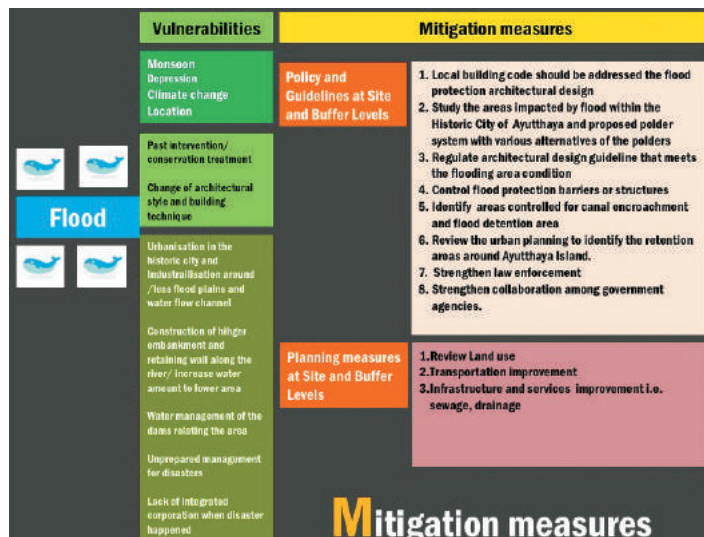 Vulnerabilities
Mitigation measures
Flood
Monsoon
Depression
Climate change
Location
Past intervention/
conservation treatment
Change of architectural
style and building
technique
Urbanisation in the
historic city and
Industrailisation around
/loss flood plains and
water flow channel
Construction of hihger
embankment and
retaining wall along the
river/ increase water
amount to lower area
Water management of the
dams relating the area
Unprepared management
for disasters
Lack of integrated
corporation when disaster
happened
Policy and
Guidelines at Site
and Buffer Levels
1. Local building code should be addressed the flood
protection architectural design
2. Study the areas impacted by flood within the
Historic City of Ayutthaya and proposed polder
system with various alternatives of the polders
3. Regulate architectural design guideline that meets
the flooding area condition
4. Control flood protection barriers or structures
5. Identify areas controlled for canal encroachment
and flood detention area
6. Review the urban planning to identify the retention
areas around Ayutthaya Island.
7. Strengthen law enforcement
8. Strengthen collaboration among government
agencies.
Planning measures
at Site and Buffer
Levels
1.Review Land use
2.Transportation improvement
3.Infrastructure and services improvement i.e.
sewage, drainage
Mitigation measures